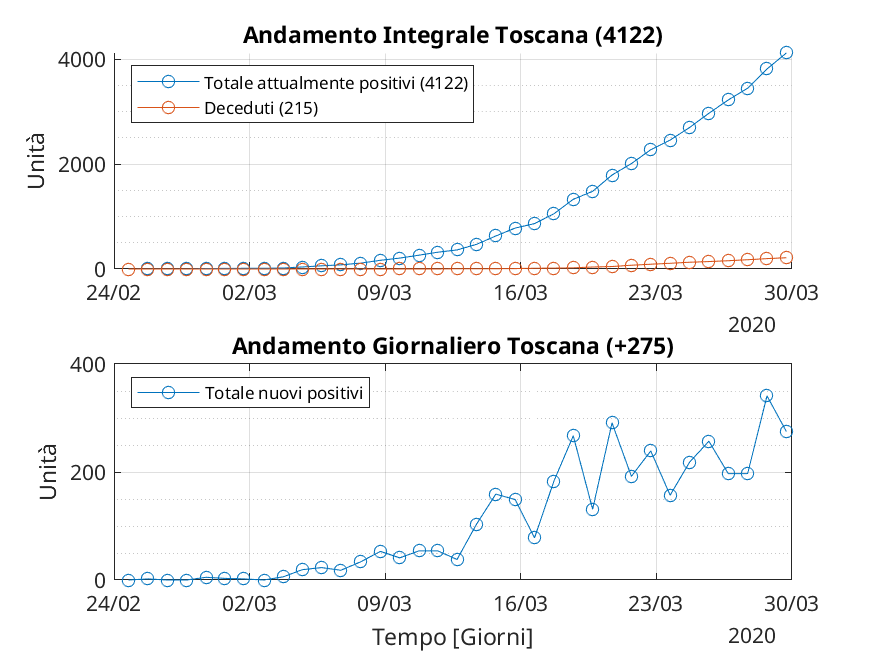 Andamento Integrale Toscana (4122)
4000
2000
0
Unità
Totale attualmente positivi (4122)
Deceduti (215)
24/02 02/03 09/03 16/03 23/03 30/03
2020
Andamento Giornaliero Toscana (+275)
400
200
0
Unità
Totale nuovi positivi
24/02 02/03 09/03 16/03 23/03 30/03
Tempo [Giorni]
2020